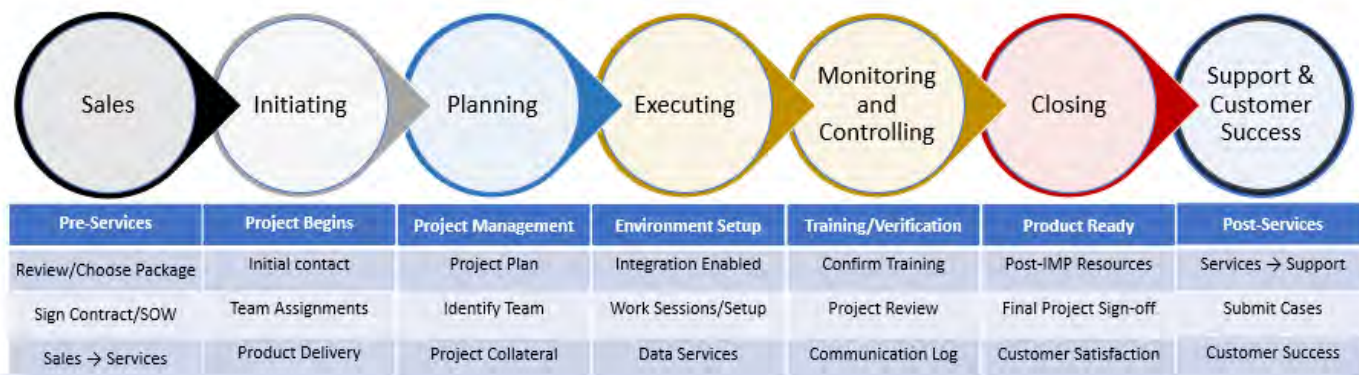 Sales
Initiating
Planning
Executing
Monitoring
and
Controlling
Closing
Support &
Customer
Success
Pre-Services
Project Begins
Project Management
Environment Setup
Training/Verification
Product Ready
Post-Services
Review/Choose Package
Initial contact
Project Plan
Integration Enabled
Confirm Training
Post-IMP Resources
Services → Support
Sign Contract/SOW
Team Assignments
Identify Team
Work Sessions/Setup
Project Review
Final Project Sign-off
Submit Cases
Sales → Services
Product Delivery
Project Collateral
Data Services
Communication Log
Customer Satisfaction
Customer Success